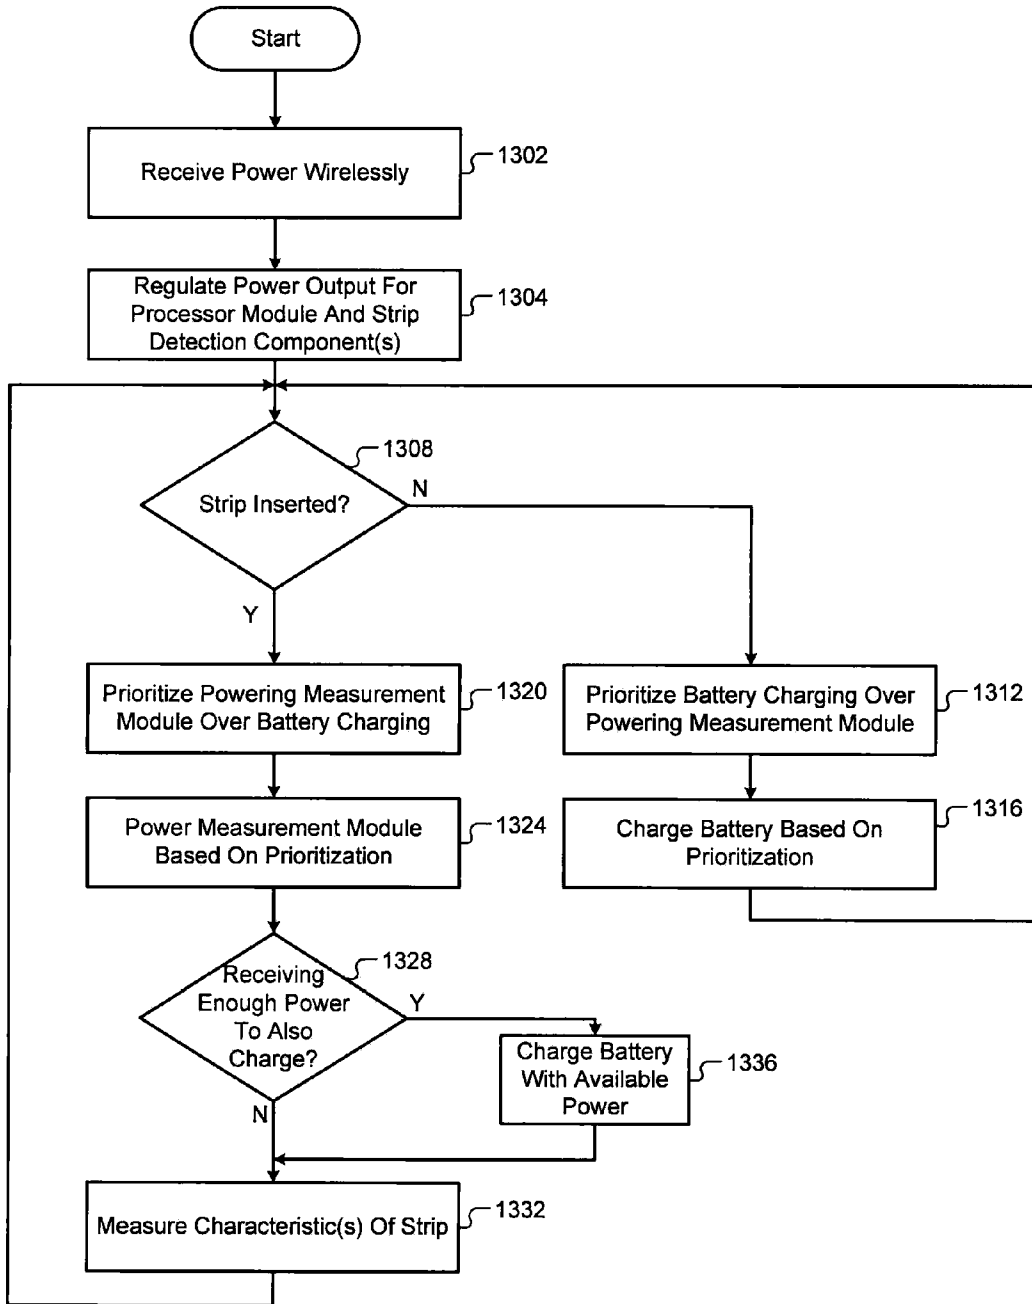 Start
Receive Power Wirelessly
1302
Regulate Power Output For
Processor Module And Strip
Detection Component(s)
1304
Strip Inserted?
1308
N
Y
Prioritize Powering Measurement
Module Over Battery Charging
1320
Prioritize Battery Charging Over
Powering Measurement Module
1312
Power Measurement Module
Based On Prioritization
1324
Charge Battery Based On
Prioritization
1316
Receiving
Enough Power
To Also
Charge?
1328
Y
N
Charge Battery
With Available
Power
1336
Measure Characteristic(s) Of Strip
1332